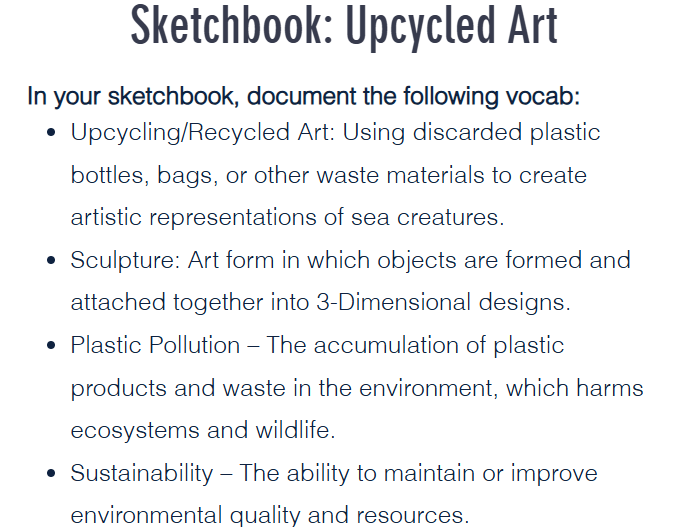 Sketchbook: Upcycled Art
In your sketchbook, document the following vocab:
• Upcycling/Recycled Art: Using discarded plastic
bottles, bags, or other waste materials to create
artistic representations of sea creatures.
• Sculpture: Art form in which objects are formed and
attached together into 3-Dimensional designs.
• Plastic Pollution – The accumulation of plastic
products and waste in the environment, which harms
ecosystems and wildlife.
• Sustainability – The ability to maintain or improve
environmental quality and resources.